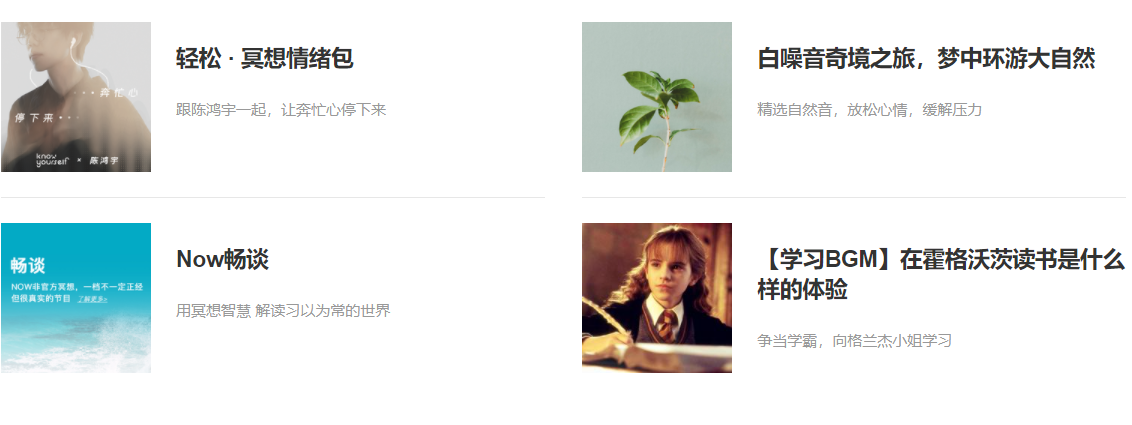 ··· 奔忙心
停下来···
know
yourself × 陈鸿宇
轻松 · 冥想情绪包
跟陈鸿宇一起，让奔忙心停下来
白噪音奇境之旅，梦中环游大自然
精选自然音，放松心情，缓解压力
畅谈
NOW非官方冥想，一档不一定正经
但很真实的节目 了解更多>
Now畅谈
用冥想智慧 解读习以为常的世界
【学习BGM】在霍格沃茨读书是什么
样的体验
争当学霸，向格兰杰小姐学习